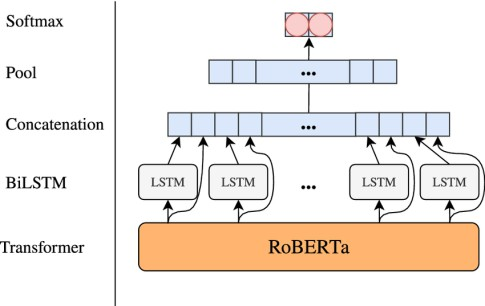 Softmax
Pool
...
Concatenation
...
BiLSTM
LSTM LSTM ... LSTM LSTM
Transformer
RoBERTa